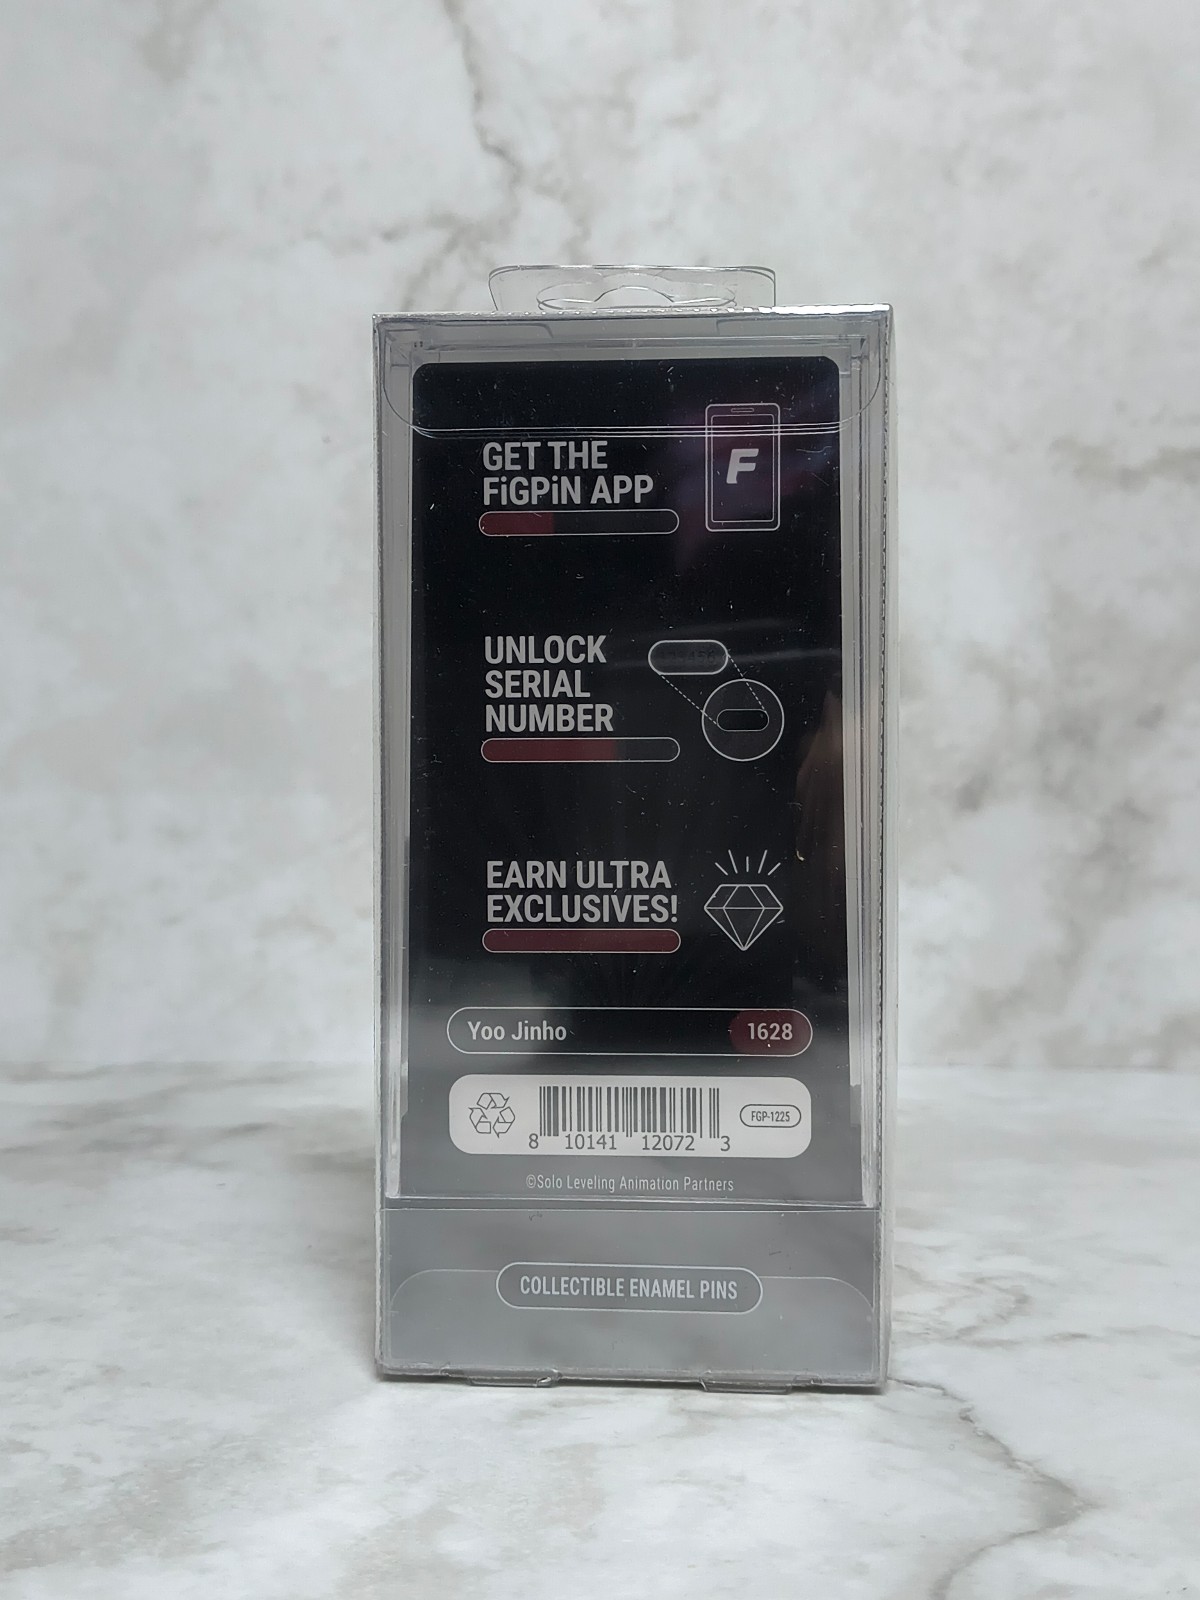 GET THE
FiGPiN APP
F
UNLOCK
SERIAL
NUMBER
EARN ULTRA
EXCLUSIVES!
Yoo Jinho 1628
8 10141 12072 3
FGP-1225
©Solo Leveling Animation Partners
COLLECTIBLE ENAMEL PINS